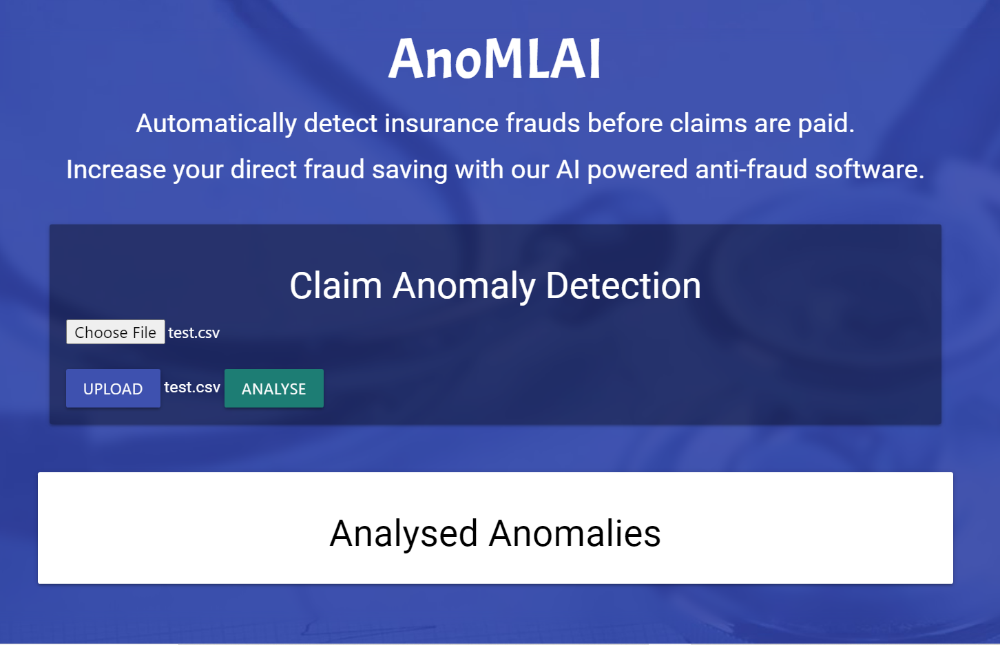 AnoMLAI
Automatically detect insurance frauds before claims are paid.
Increase your direct fraud saving with our AI powered anti-fraud software.
Claim Anomaly Detection
Choose File test.csv
UPLOAD test.csv ANALYSE
Analysed Anomalies